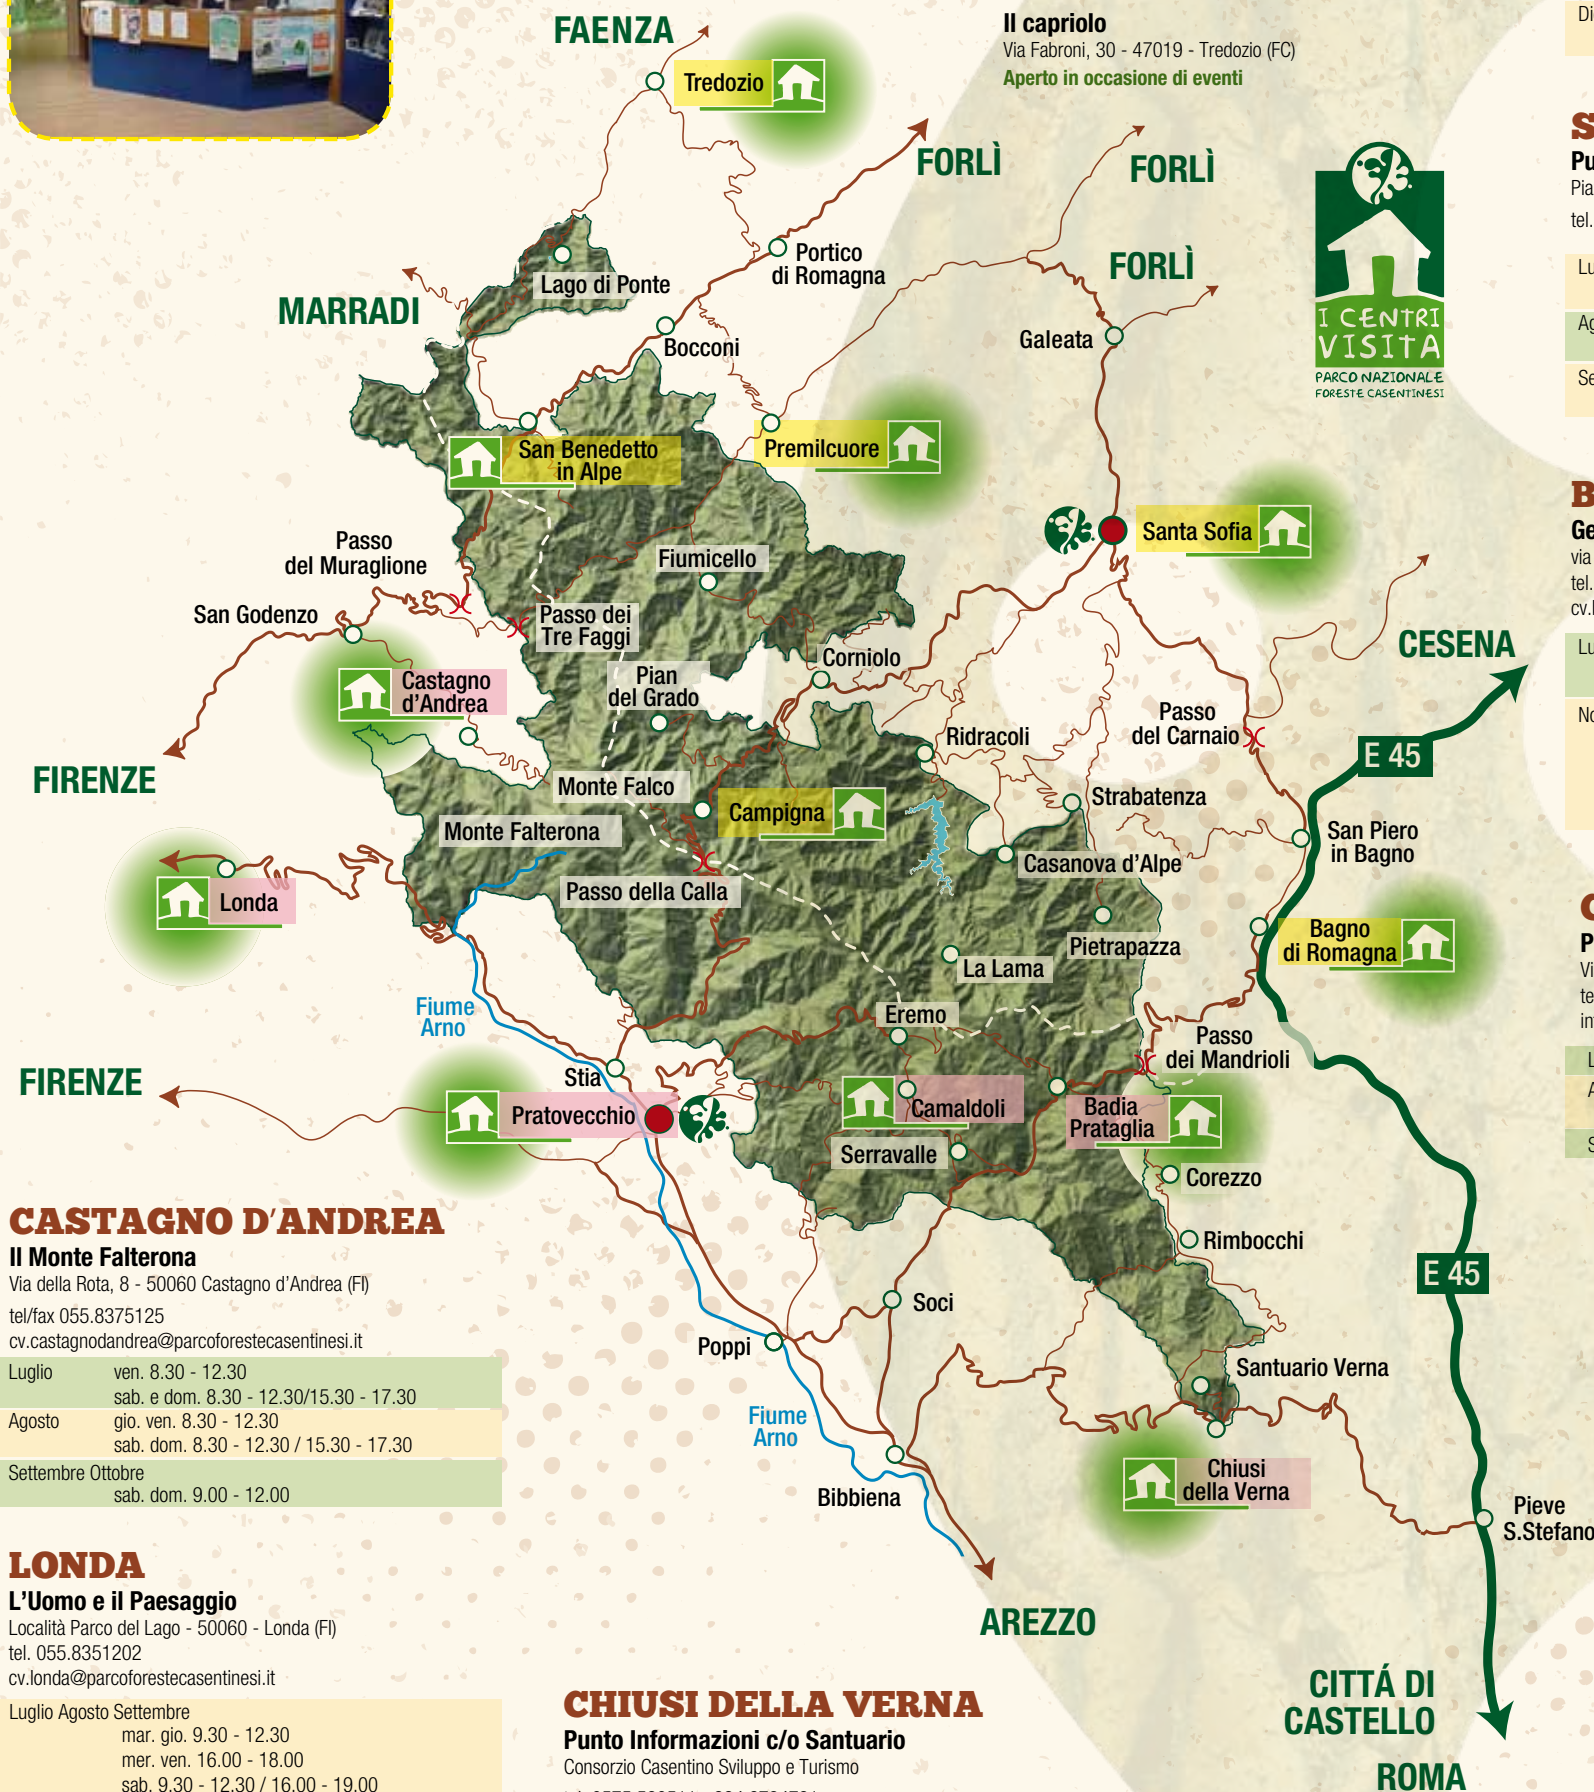 FAENZA
Tredozio
Il capriolo
Via Fabroni, 30 - 47019 - Tredozio (FC)
Aperto in occasione di eventi
FORLÌ
FORLÌ
FORLÌ
Portico
di Romagna
Lago di Ponte
MARRADI
Bocconi
Galeata
I CENTRI
VISITA
PARCO NAZIONALE
FORESTE CASENTINESI
San Benedetto
in Alpe
Premilcuore
Santa Sofia
Passo
del Muraglione
Fiumicello
San Godenzo
Passo dei
Tre Faggi
Corniolo
CESENA
Castagno
d'Andrea
Pian
del Grado
Passo
del Carnaio
Ridracoli
E 45
FIRENZE
Monte Falco
Campigna
Strabatenza
Monte Falterona
San Piero
in Bagno
Casanova d'Alpe
Passo della Calla
Londa
Bagno
di Romagna
Pietrapazza
La Lama
Fiume
Arno
Eremo
Passo
dei Mandrioli
Stia
FIRENZE
Pratovecchio
Camaldoli
Badia
Prataglia
Serravalle
Corezzo
Rimbocchi
E 45
Soci
Poppi
Santuario Verna
Fiume
Arno
Chiusi
della Verna
Bibbiena
Pieve
S.Stefano
AREZZO
CITTÁ DI
CASTELLO
ROMA
CASTAGNO D'ANDREA
Il Monte Falterona
Via della Rota, 8 - 50060 Castagno d'Andrea (FI)
tel/fax 055.8375125
cv.castagnodandrea@parcoforestecasentinesi.it
Luglio ven. 8.30 - 12.30
sab. e dom. 8.30 - 12.30/15.30 - 17.30
Agosto gio. ven. 8.30 - 12.30
sab. dom. 8.30 - 12.30 / 15.30 - 17.30
Settembre Ottobre
sab. dom. 9.00 - 12.00
LONDA
L'Uomo e il Paesaggio
Località Parco del Lago - 50060 - Londa (FI)
tel. 055.8351202
cv.londa@parcoforestecasentinesi.it
Luglio Agosto Settembre
mar. gio. 9.30 - 12.30
mer. ven. 16.00 - 18.00
sab. 9.30 - 12.30 / 16.00 - 19.00
CHIUSI DELLA VERNA
Punto Informazioni c/o Santuario
Consorzio Casentino Sviluppo e Turismo